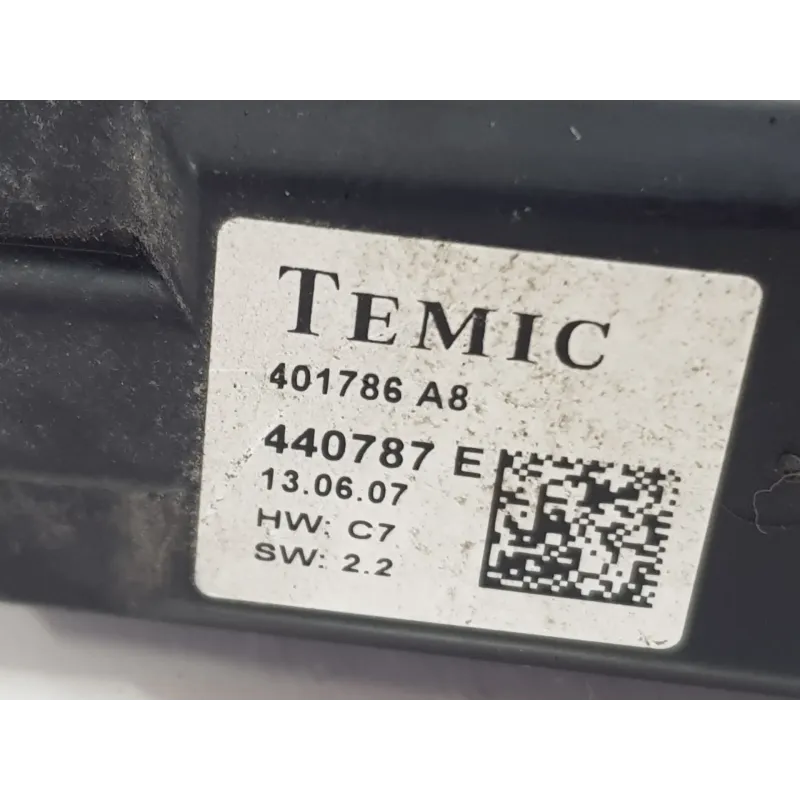 TEMIC
401786 A8
440787 E
13.06.07
HW: C7
SW: 2.2